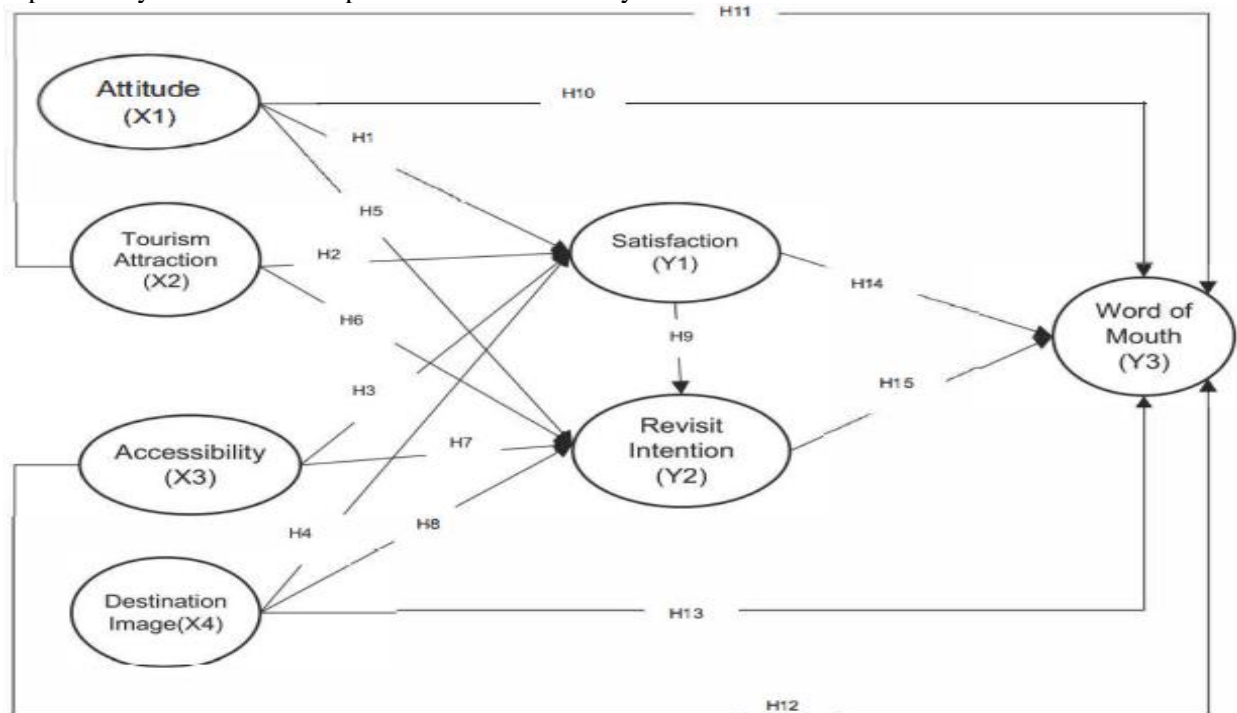 H11
Attitude
(X1)
H10
H1
H5
Tourism
Attraction
(X2)
H2
Satisfaction
(Y1)
H14
H6
H9
Word of
Mouth
(Y3)
H3
H15
Accessibility
(X3)
H7
Revisit
Intention
(Y2)
H4
H8
Destination
Image(X4)
H13
H12